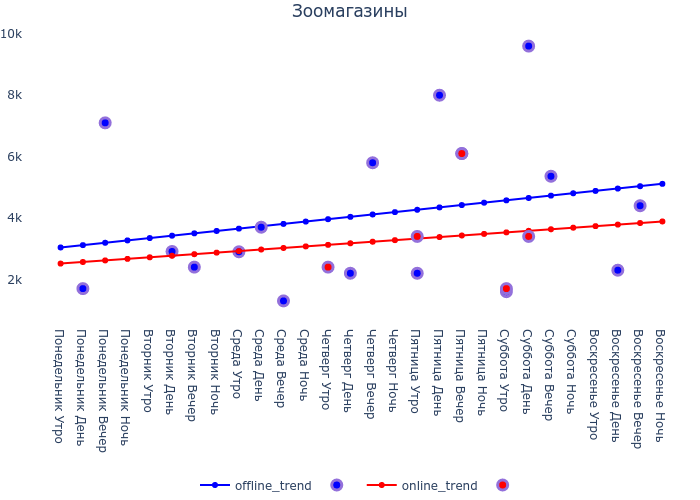 Зоомагазины
10k
8k
6k
4k
2k
Понедельник Утро
Понедельник День
Понедельник Вечер
Понедельник Ночь
Вторник Утро
Вторник День
Вторник Вечер
Вторник Ночь
Среда Утро
Среда День
Среда Вечер
Среда Ночь
Четверг Утро
Четверг День
Четверг Вечер
Четверг Ночь
Пятница Утро
Пятница День
Пятница Вечер
Пятница Ночь
Суббота Утро
Суббота День
Суббота Вечер
Суббота Ночь
Воскресенье Утро
Воскресенье День
Воскресенье Вечер
Воскресенье Ночь
offline_trend online_trend